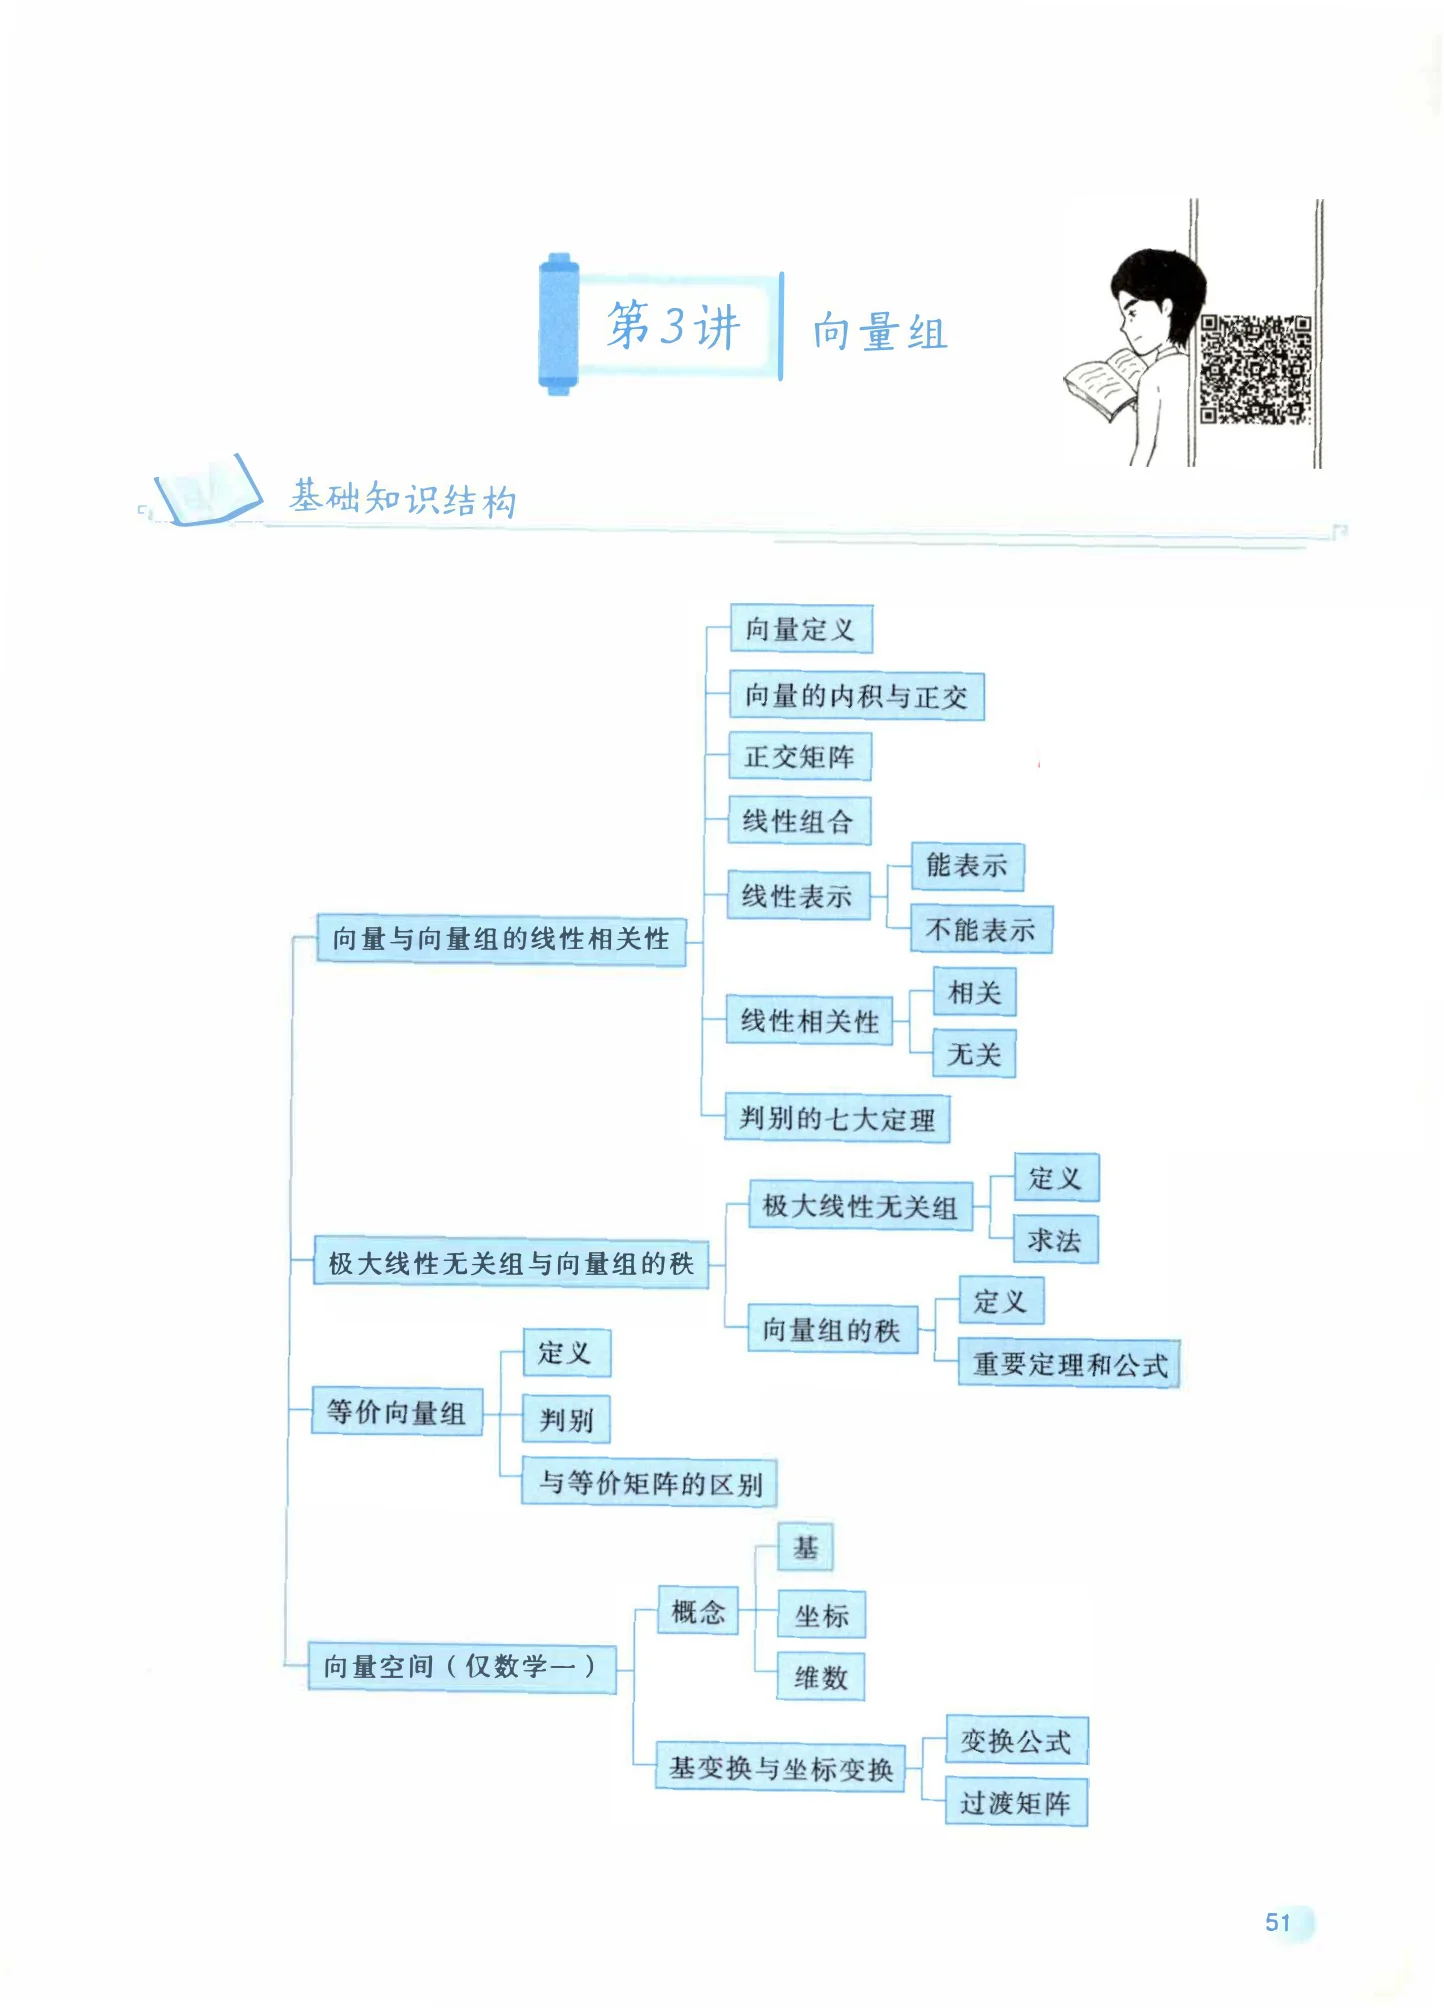 第3讲 向量组
基础知识结构
向量定义
向量的内积与正交
正交矩阵
线性组合
能表示
线性表示
不能表示
向量与向量组的线性相关性
相关
线性相关性
无关
判别的七大定理
定义
极大线性无关组
求法
极大线性无关组与向量组的秩
定义
向量组的秩
重要定理和公式
定义
等价向量组
判别
与等价矩阵的区别
基
概念
坐标
向量空间（仅数学一）
维数
变换公式
基变换与坐标变换
过渡矩阵
51